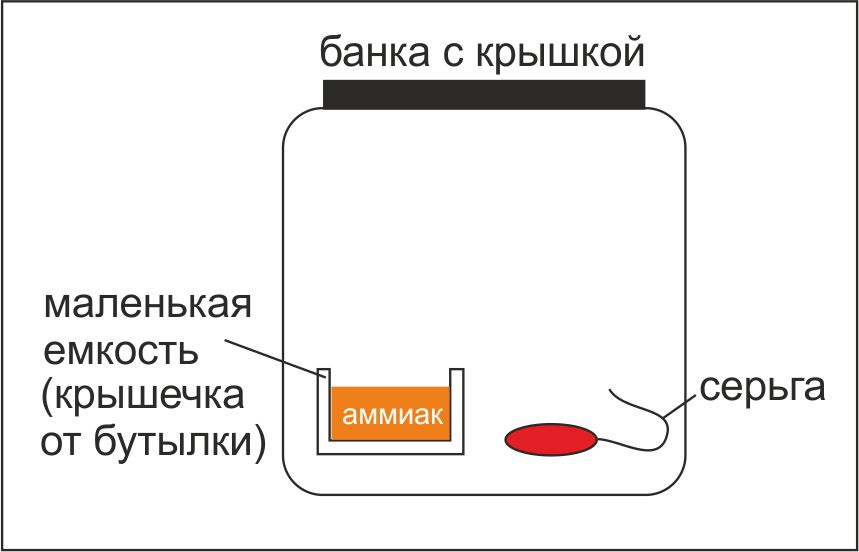 банка с крышкой
маленькая
емкость
(крышечка
от бутылки)
аммиак
серьга